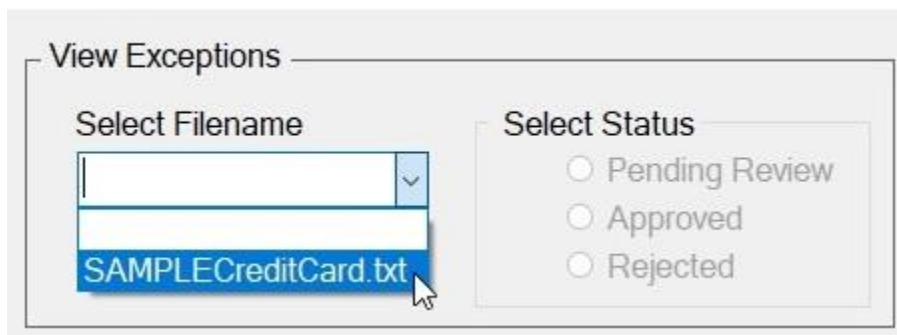 View Exceptions
Select Filename
SAMPLECreditCard.txt
Select Status
Pending Review
Approved
Rejected